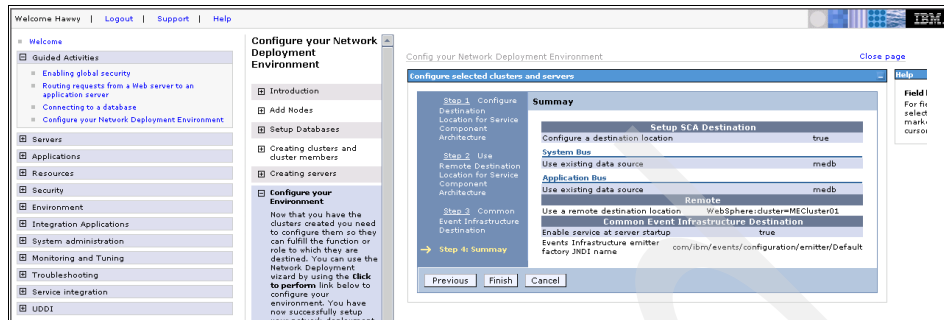 Welcome Hawwy | Logout | Support | Help
IBM.
Welcome
Guided Activities
Enabling global security
Routing requests from a Web server to an
application server
Connecting to a database
Configure your Network Deployment Environment
Servers
Applications
Resources
Security
Environment
Integration Applications
System administration
Monitoring and Tuning
Troubleshooting
Service integration
UDDI
Configure your Network
Deployment
Environment
Introduction
Add Nodes
Setup Databases
Creating clusters and
cluster members
Creating servers
Configure your
Environment
Now that you have the
clusters created you need
to configure them so they
can fulfill the function or
role to which they are
destined. You can use the
Network Deployment
wizard by using the Click
to perform link below to
configure your
environment. You have
now successfully setup
your network deployment
Config your Network Deployment Environment
Close page
Configure selected clusters and servers
Step 1 Configure
Destination
Location for Service
Component
Architecture
Step 2 Use
Remote Destination
Location for Service
Component
Architecture
Step 3 Common
Event Infrastructure
Destination
Step 4: Summay
Summay
Setup SCA Destination
Configure a destination location true
System Bus
Use existing data source medb
Application Bus
Use existing data source medb
Remote
Use a remote destination location WebSphere:cluster=MECluster01
Common Event Infrastructure Destination
Enable service at server startup true
Events Infrastructure emitter
factory JNDI name com/ibm/events/configuration/emitter/Default
Previous Finish Cancel
Help
Field
For fie
select
mark
cursor